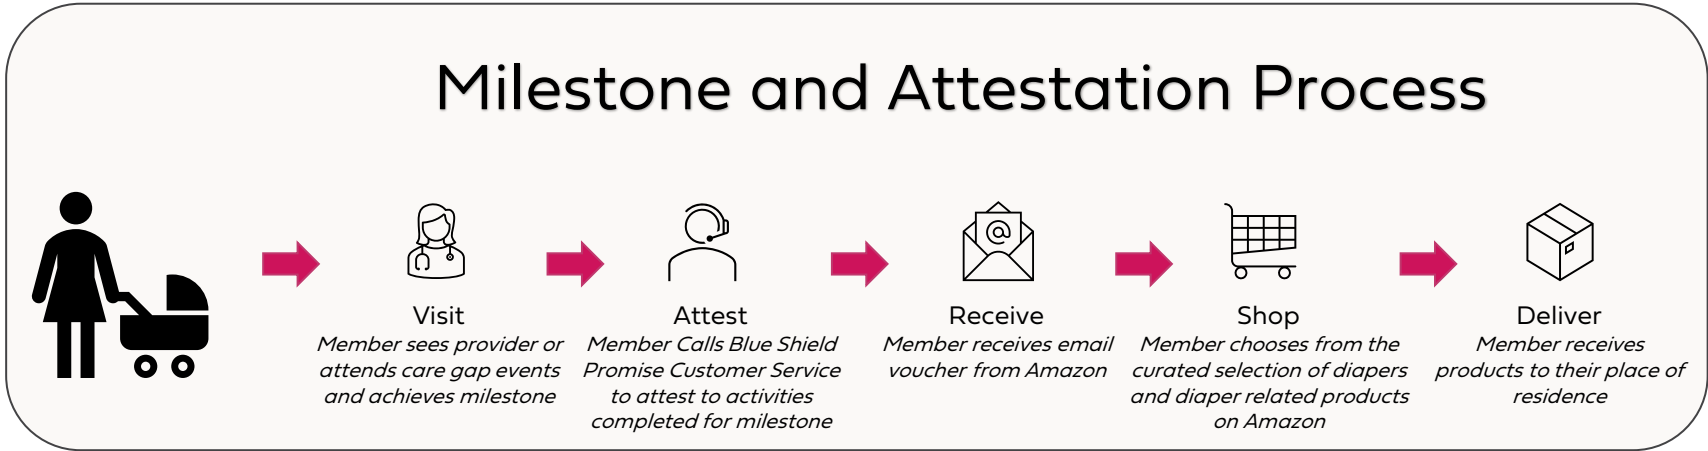 Milestone and Attestation Process
Visit
Member sees provider or
attends care gap events
and achieves milestone
Attest
Member Calls Blue Shield
Promise Customer Service
to attest to activities
completed for milestone
Receive
Member receives email
voucher from Amazon
Shop
Member chooses from the
curated selection of diapers
and diaper related products
on Amazon
Deliver
Member receives
products to their place of
residence